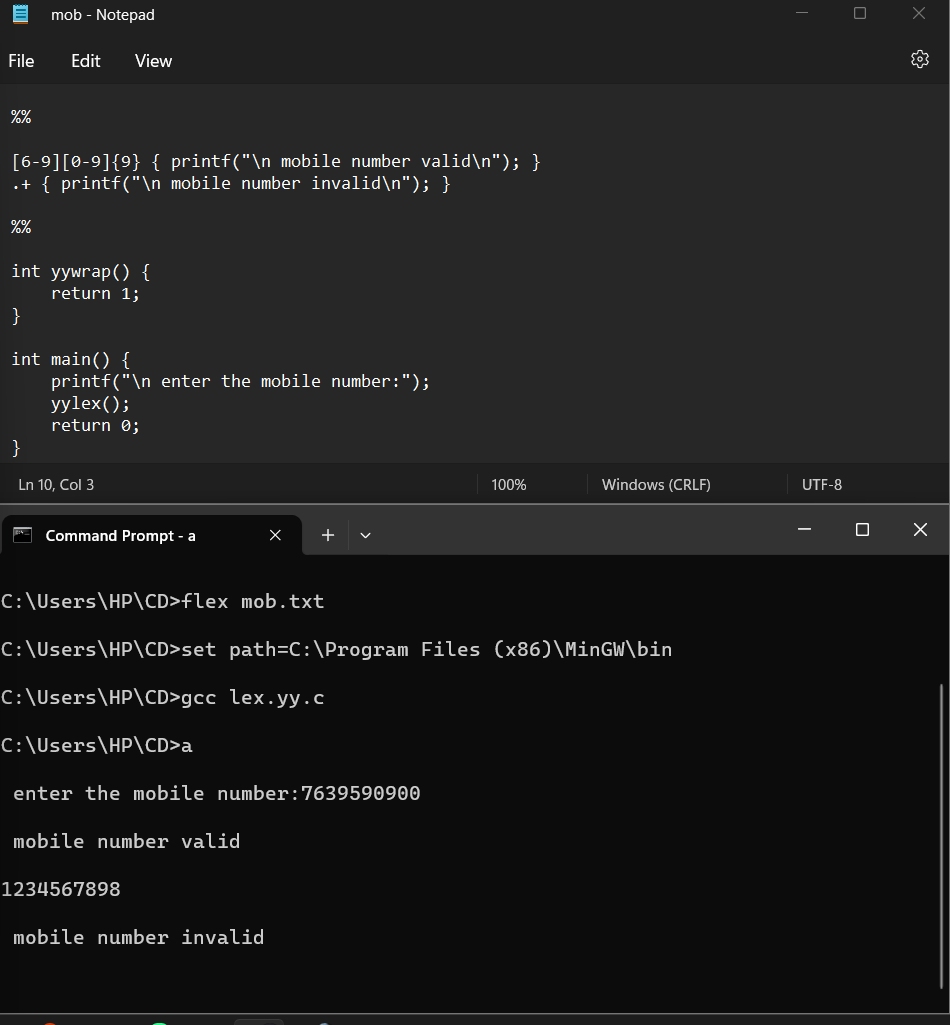 mob - Notepad
File Edit View
%%
[6-9][0-9]{9} { printf("\n mobile number valid\n"); }
.+ { printf("\n mobile number invalid\n"); }
%%
int yywrap() {
    return 1;
}
int main() {
    printf("\n enter the mobile number:");
    yylex();
    return 0;
}
Ln 10, Col 3 100% Windows (CRLF) UTF-8
Command Prompt - a
C:\Users\HP\CD>flex mob.txt
C:\Users\HP\CD>set path=C:\Program Files (x86)\MinGW\bin
C:\Users\HP\CD>gcc lex.yy.c
C:\Users\HP\CD>a
 enter the mobile number:7639590900
 mobile number valid
1234567898
 mobile number invalid